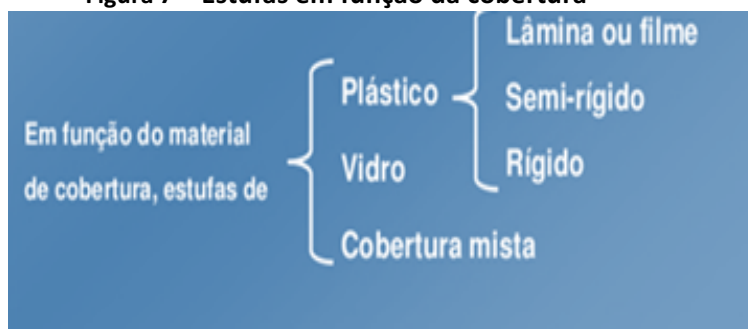 Figura 7 – Estufas em função da cobertura
Em função do material
de cobertura, estufas de
Plástico
Lâmina ou filme
Semi-rígido
Rígido
Vidro
Cobertura mista